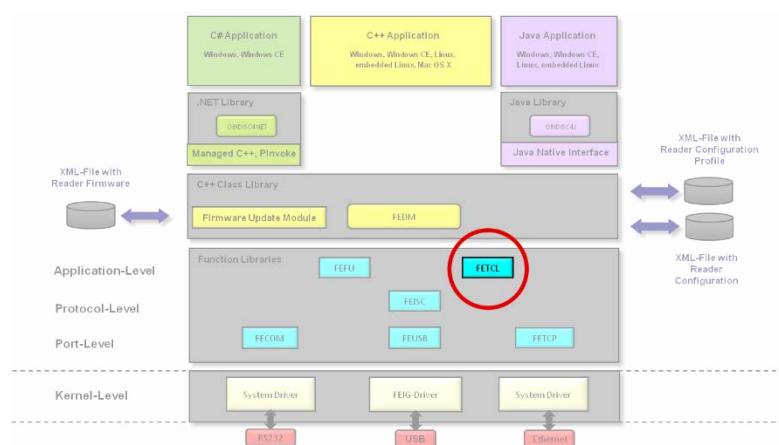 C# Application
Windows, Windows CE
C++ Application
Windows, Windows CE, Linux,
embedded Linux, Mac OS X
Java Application
Windows, Windows CE,
Linux, embedded Linux
.NET Library
OBIDISC4NET
Managed C++, PInvoke
Java Library
OBIDISC4J
Java Native Interface
XML-File with
Reader Firmware
XML-File with
Reader Configuration
Profile
C++ Class Library
Firmware Update Module
FEDM
XML-File with
Reader
Configuration
Function Libraries
Application-Level
FEFU
FETCL
Protocol-Level
FEISC
Port-Level
FECOM
FEUSB
FETCP
Kernel-Level
System Driver
FEIG-Driver
System Driver
RS232
USB
Ethernet